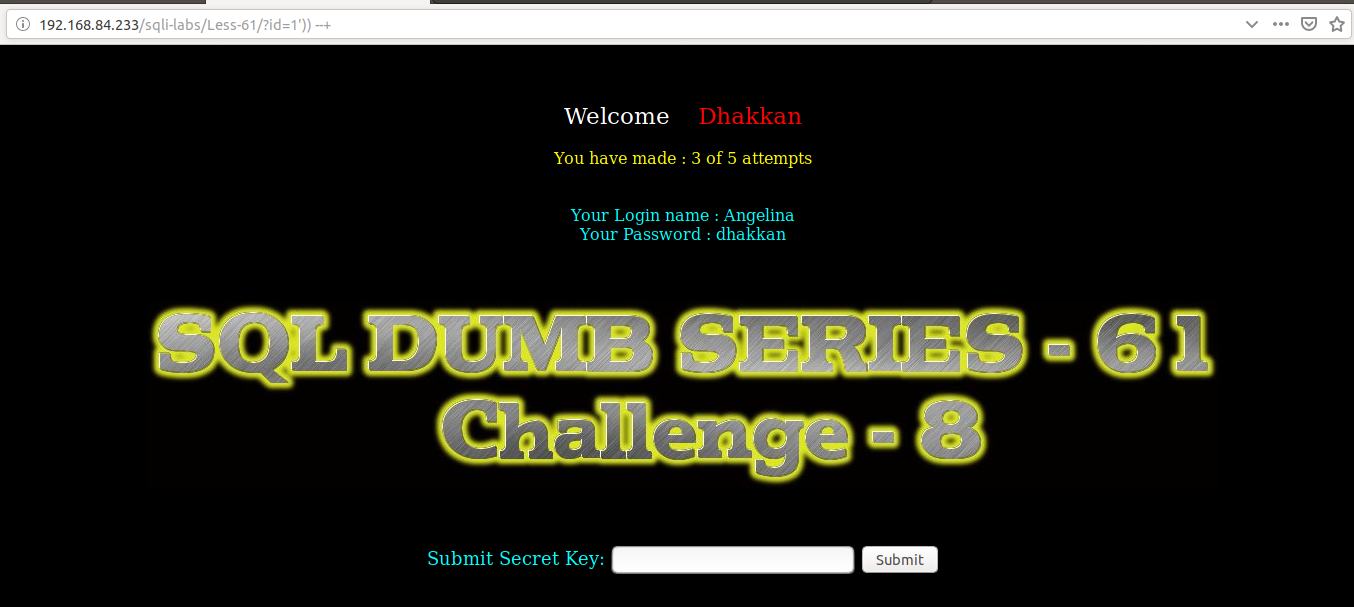 192.168.84.233/sqli-labs/Less-61/?id=1')) --+
Welcome Dhakkan
You have made : 3 of 5 attempts
Your Login name : Angelina
Your Password : dhakkan
SQL DUMB SERIES - 61
Challenge - 8
Submit Secret Key: Submit